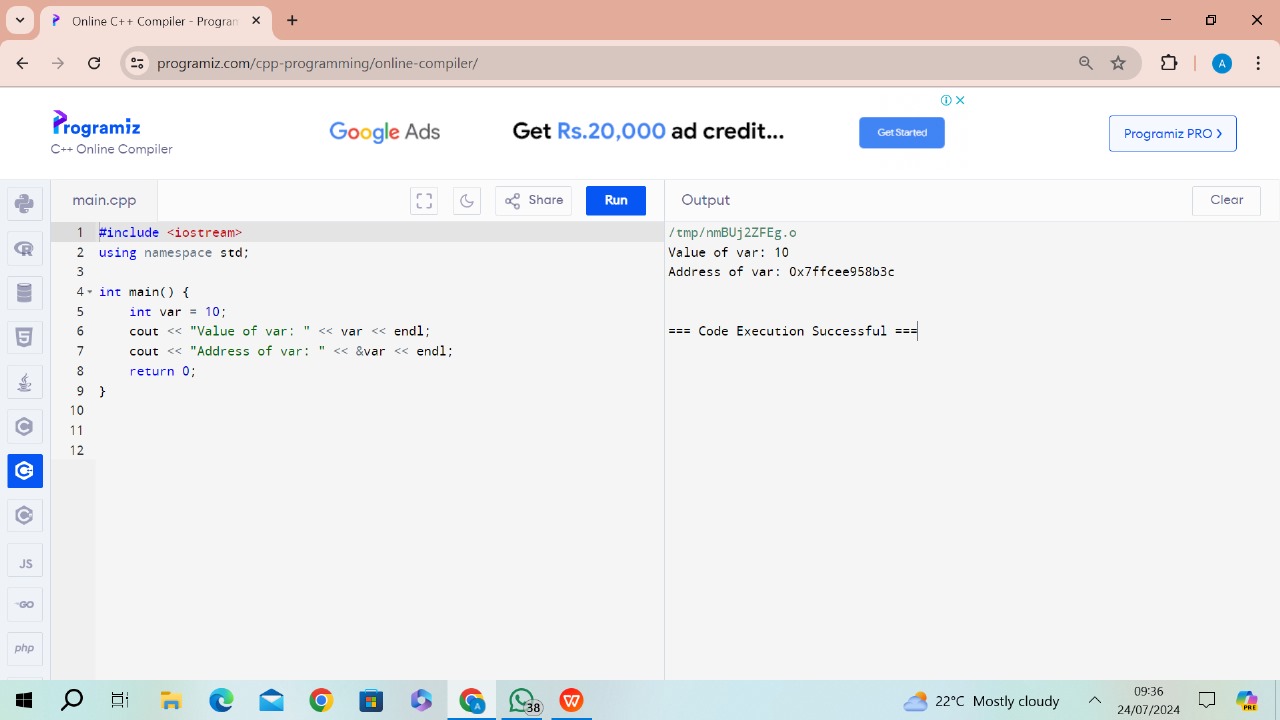 Online C++ Compiler - Program
programiz.com/cpp-programming/online-compiler/
A
Programiz
C++ Online Compiler
Google Ads
Get Rs.20,000 ad credit...
Get Started
Programiz PRO
main.cpp
Share
Run
Output
Clear
1 #include <iostream>
2 using namespace std;
3
4 int main() {
5     int var = 10;
6     cout << "Value of var: " << var << endl;
7     cout << "Address of var: " << &var << endl;
8     return 0;
9 }
10
11
12
/tmp/nmBUj2ZFEg.o
Value of var: 10
Address of var: 0x7ffcee958b3c
=== Code Execution Successful ===
JS
GO
php
A
38
W
22°C Mostly cloudy
09:36
24/07/2024
PRE